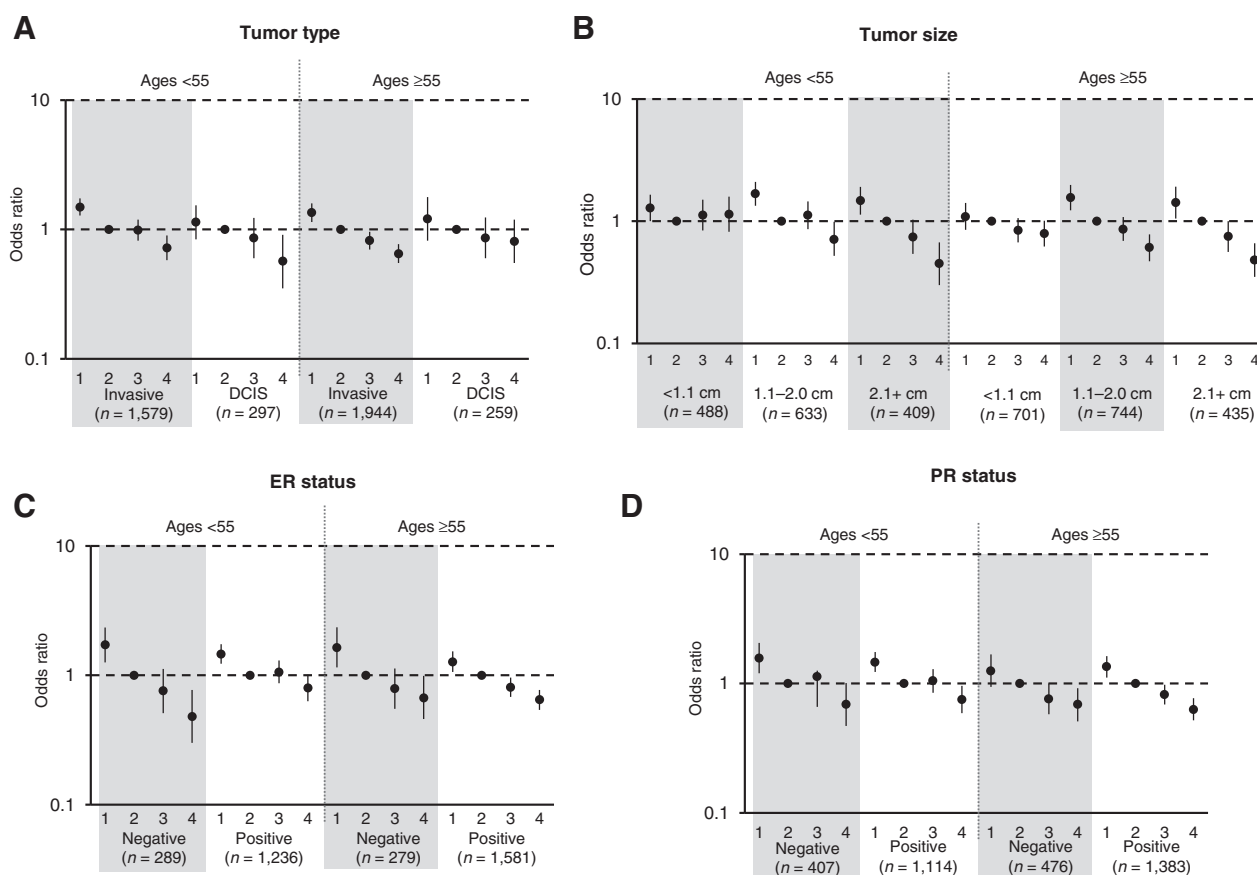 A
Tumor type
Ages <55
Ages ≥55
10
1
0.1
Odds ratio
1 2 3 4 1 2 3 4 1 2 3 4 1 2 3 4
Invasive DCIS Invasive DCIS
(n = 1,579) (n = 297) (n = 1,944) (n = 259)
B
Tumor size
Ages <55
Ages ≥55
10
1
0.1
Odds ratio
1 2 3 4 1 2 3 4 1 2 3 4 1 2 3 4 1 2 3 4 1 2 3 4
<1.1 cm 1.1–2.0 cm 2.1+ cm <1.1 cm 1.1–2.0 cm 2.1+ cm
(n = 488) (n = 633) (n = 409) (n = 701) (n = 744) (n = 435)
C
ER status
Ages <55
Ages ≥55
10
1
0.1
Odds ratio
1 2 3 4 1 2 3 4 1 2 3 4 1 2 3 4
Negative Positive Negative Positive
(n = 289) (n = 1,236) (n = 279) (n = 1,581)
D
PR status
Ages <55
Ages ≥55
10
1
0.1
Odds ratio
1 2 3 4 1 2 3 4 1 2 3 4 1 2 3 4
Negative Positive Negative Positive
(n = 407) (n = 1,114) (n = 476) (n = 1,383)